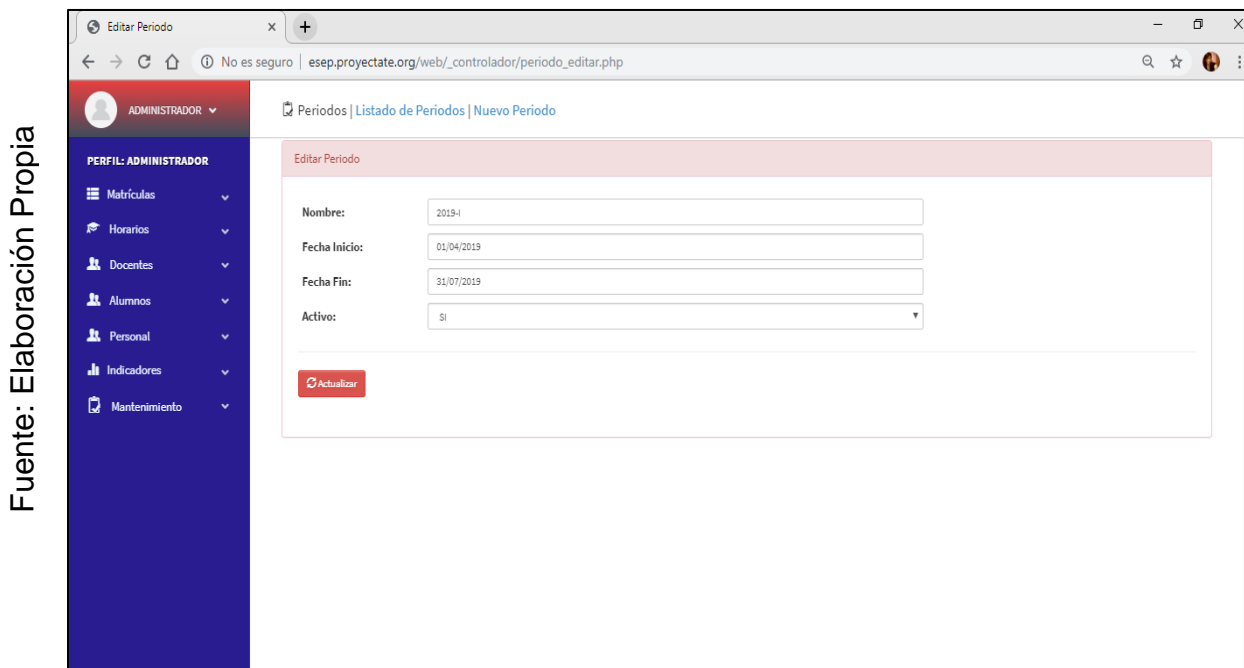 Fuente: Elaboración Propia
Editar Periodo
No es seguro | esep.proyectate.org/web/_controlador/periodo_editar.php
ADMINISTRADOR
Periodos | Listado de Periodos | Nuevo Periodo
PERFIL: ADMINISTRADOR
Matrículas
Horarios
Docentes
Alumnos
Personal
Indicadores
Mantenimiento
Editar Periodo
Nombre: 2019-I
Fecha Inicio: 01/04/2019
Fecha Fin: 31/07/2019
Activo: SI
Actualizar